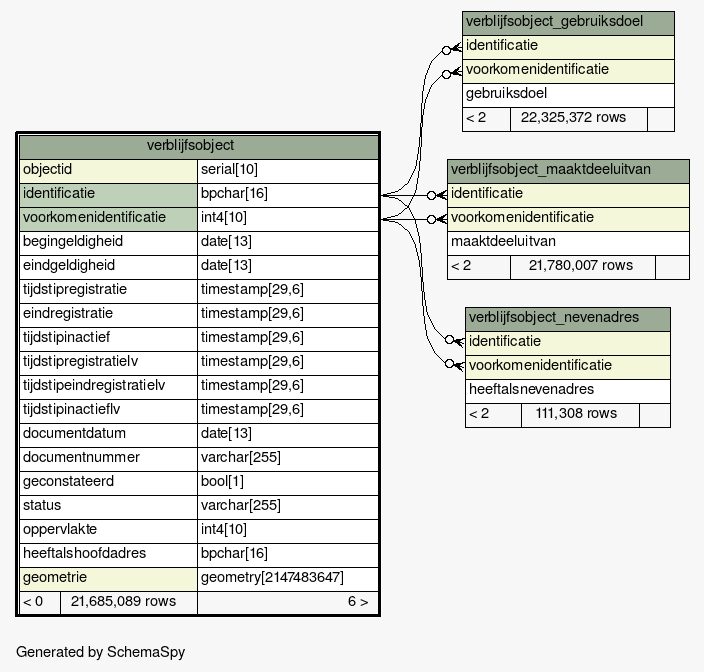 verblijfsobject
objectid serial[10]
identificatie bpchar[16]
voorkomenidentificatie int4[10]
begingeldigheid date[13]
eindgeldigheid date[13]
tijdstipregistratie timestamp[29,6]
eindregistratie timestamp[29,6]
tijdstipinactief timestamp[29,6]
tijdstipregistratielv timestamp[29,6]
tijdstipeindregistratielv timestamp[29,6]
tijdstipinactieflv timestamp[29,6]
documentdatum date[13]
documentnummer varchar[255]
geconstateerd bool[1]
status varchar[255]
oppervlakte int4[10]
heeftalshoofdadres bpchar[16]
geometrie geometry[2147483647]
< 0 21,685,089 rows 6 >
verblijfsobject_gebruiksdoel
identificatie
voorkomenidentificatie
gebruiksdoel
< 2 22,325,372 rows
verblijfsobject_maaktdeeluitvan
identificatie
voorkomenidentificatie
maaktdeeluitvan
< 2 21,780,007 rows
verblijfsobject_nevenadres
identificatie
voorkomenidentificatie
heeftalsnevenadres
< 2 111,308 rows
Generated by SchemaSpy